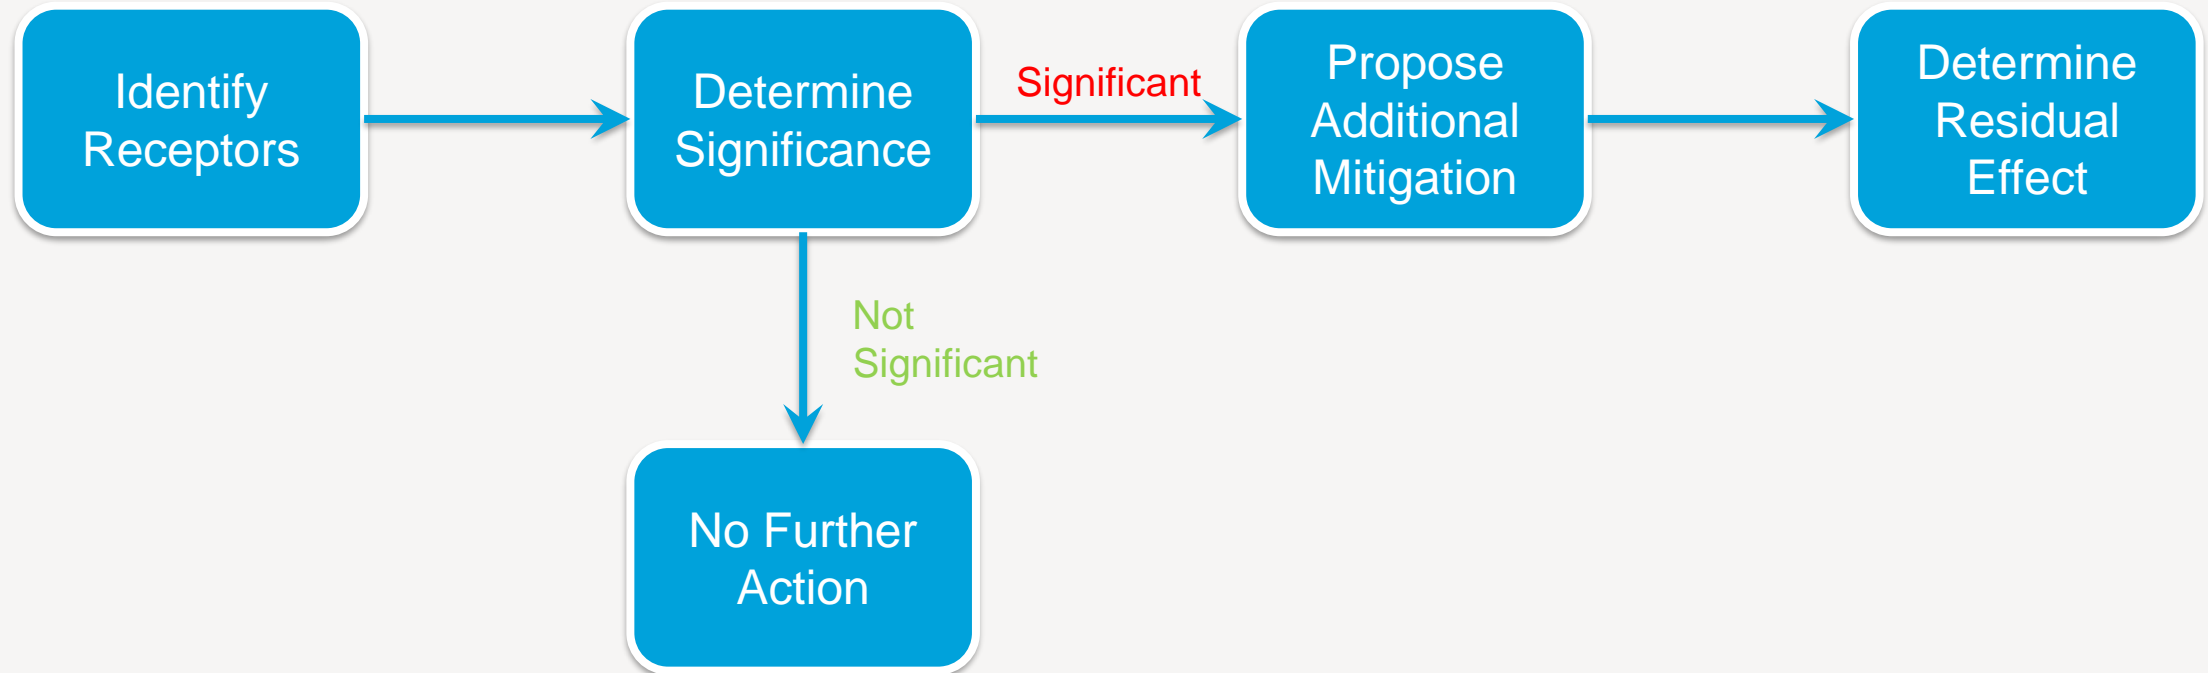 Identify
Receptors
Determine
Significance
Significant
Propose
Additional
Mitigation
Determine
Residual
Effect
Not
Significant
No Further
Action